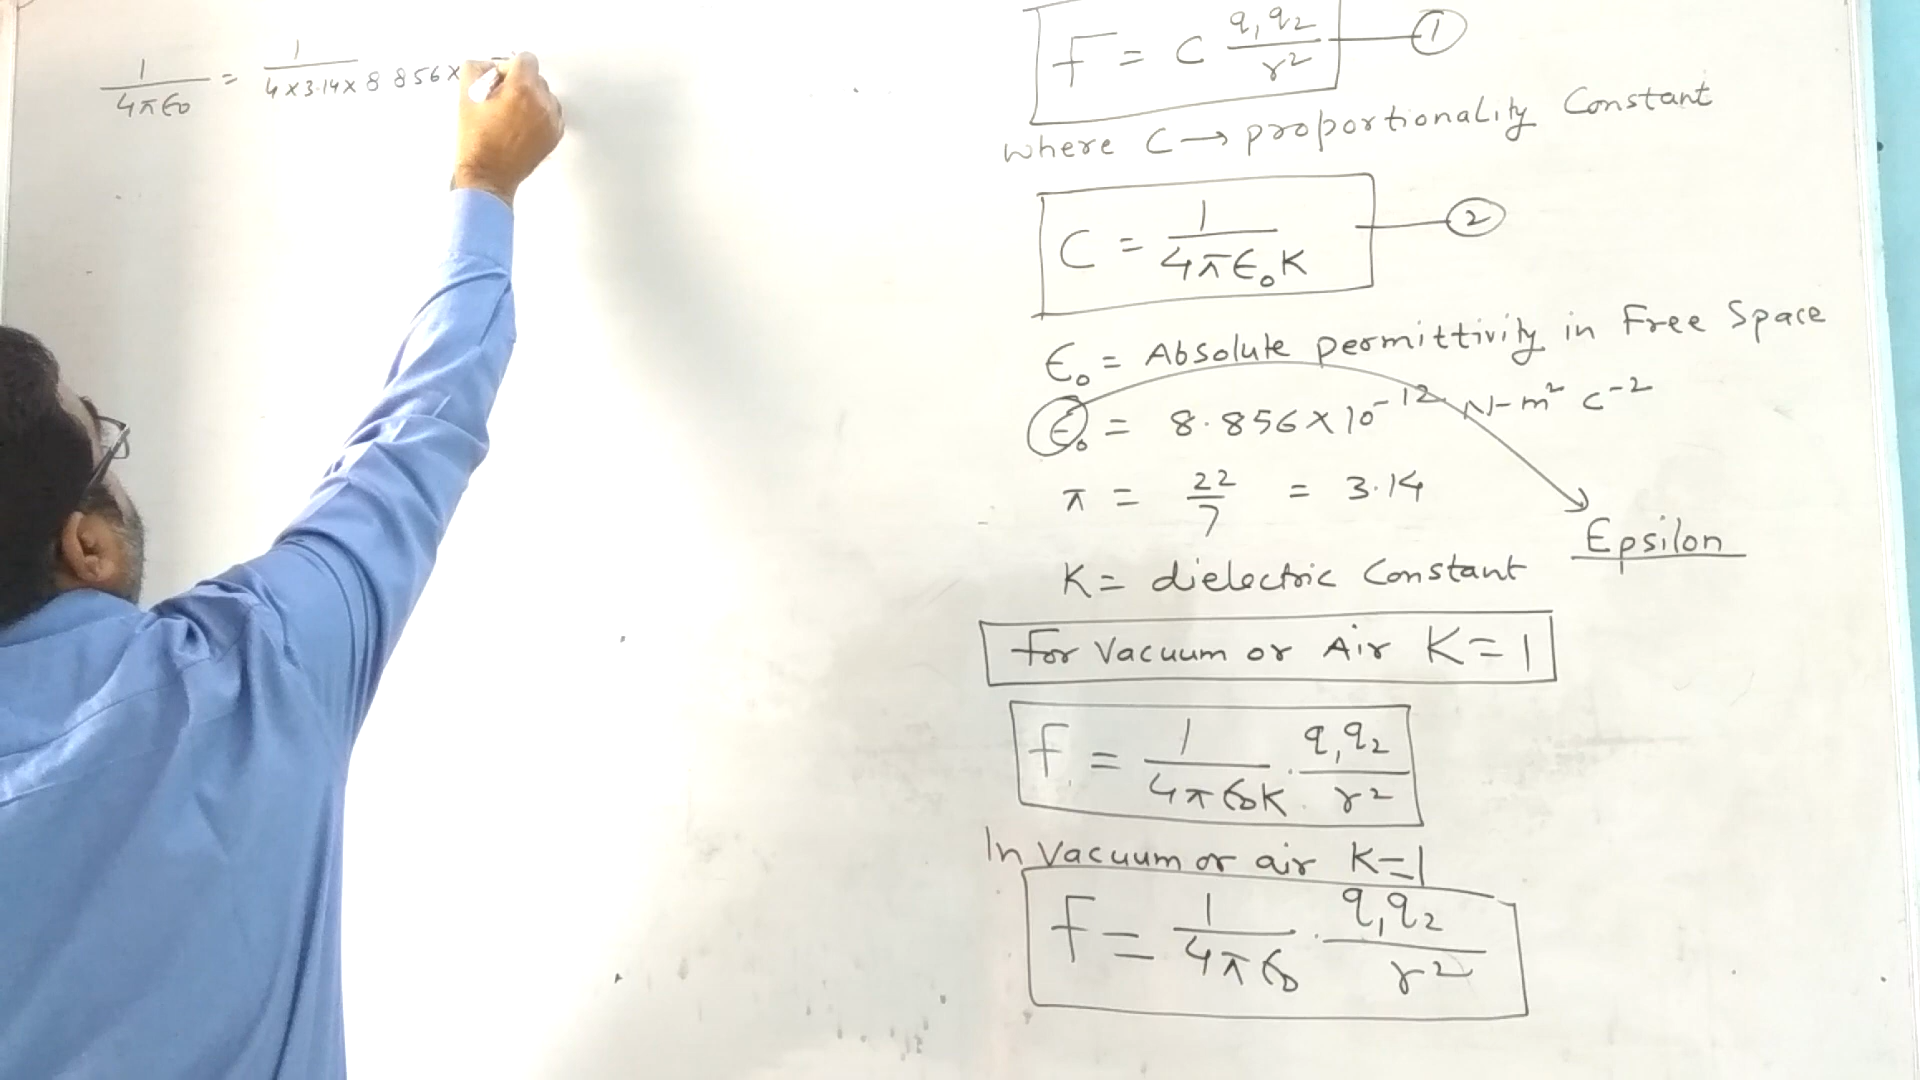 1/4πϵ₀ = 1/4×3.14×8 856×
F = C q₁q₂/r² — ①
where C → proportionality Constant
C = 1/4πϵ₀K — ②
ϵ₀ = Absolute permittivity in Free Space
ϵ₀ = 8.856×10⁻¹² N-m² c⁻²
π = 22/7 = 3.14
Epsilon
K = dielectric Constant
for Vacuum or Air K=1
F = 1/4πϵ₀K · q₁q₂/r²
In Vacuum or air K=1
F = 1/4πϵ₀ · q₁q₂/r²